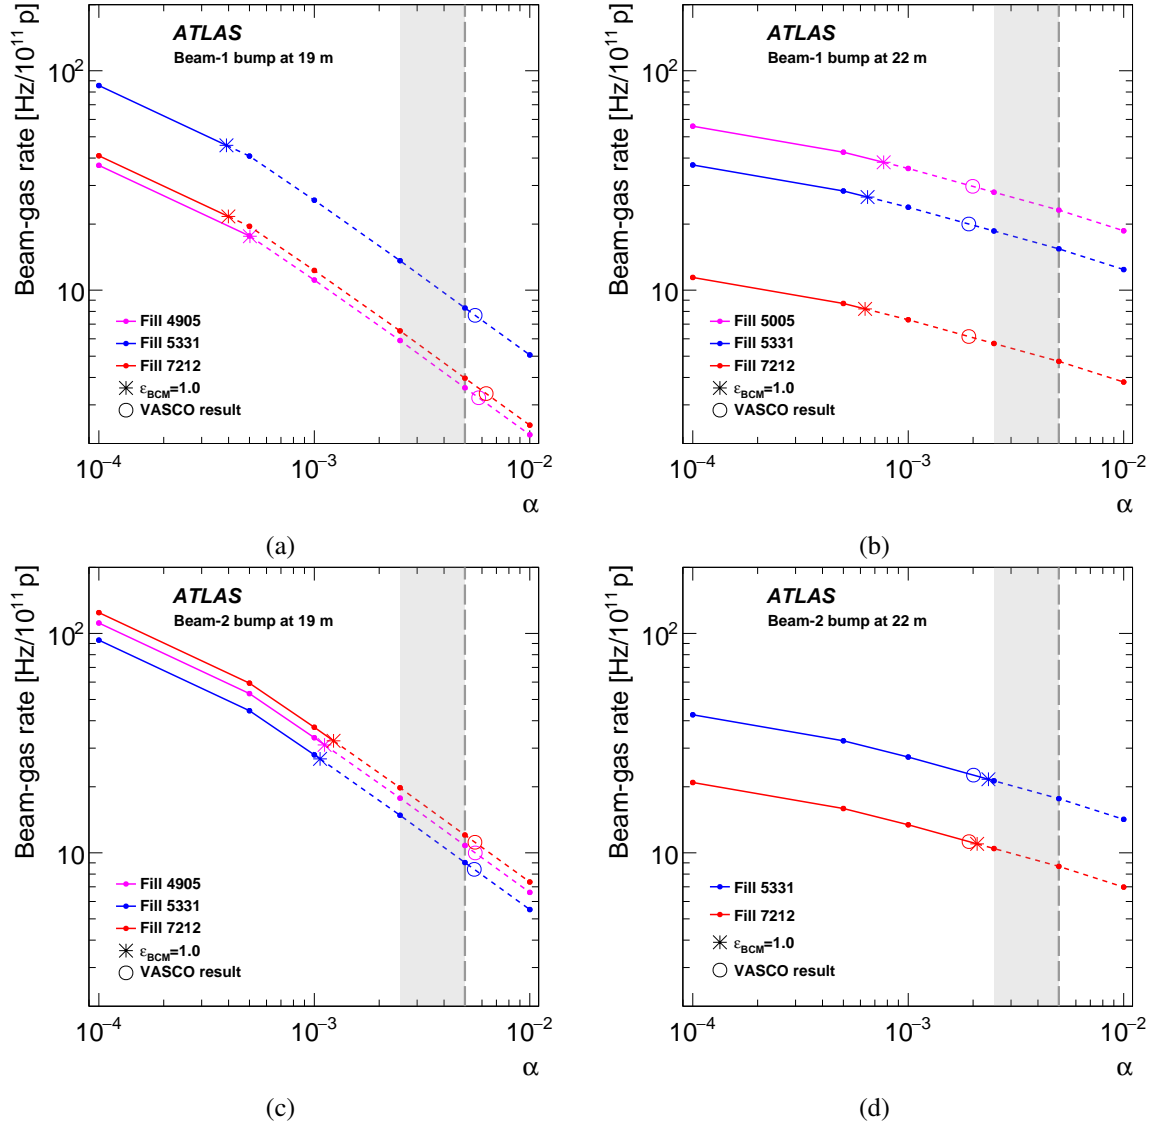 ATLAS
Beam-1 bump at 19 m
Beam-gas rate [Hz/10¹¹ p]
10²
10
Fill 4905
Fill 5331
Fill 7212
ε_BCM=1.0
VASCO result
10⁻⁴ 10⁻³ 10⁻²
α
(a)
ATLAS
Beam-1 bump at 22 m
Beam-gas rate [Hz/10¹¹ p]
10²
10
Fill 5005
Fill 5331
Fill 7212
ε_BCM=1.0
VASCO result
10⁻⁴ 10⁻³ 10⁻²
α
(b)
ATLAS
Beam-2 bump at 19 m
Beam-gas rate [Hz/10¹¹ p]
10²
10
Fill 4905
Fill 5331
Fill 7212
ε_BCM=1.0
VASCO result
10⁻⁴ 10⁻³ 10⁻²
α
(c)
ATLAS
Beam-2 bump at 22 m
Beam-gas rate [Hz/10¹¹ p]
10²
10
Fill 5331
Fill 7212
ε_BCM=1.0
VASCO result
10⁻⁴ 10⁻³ 10⁻²
α
(d)